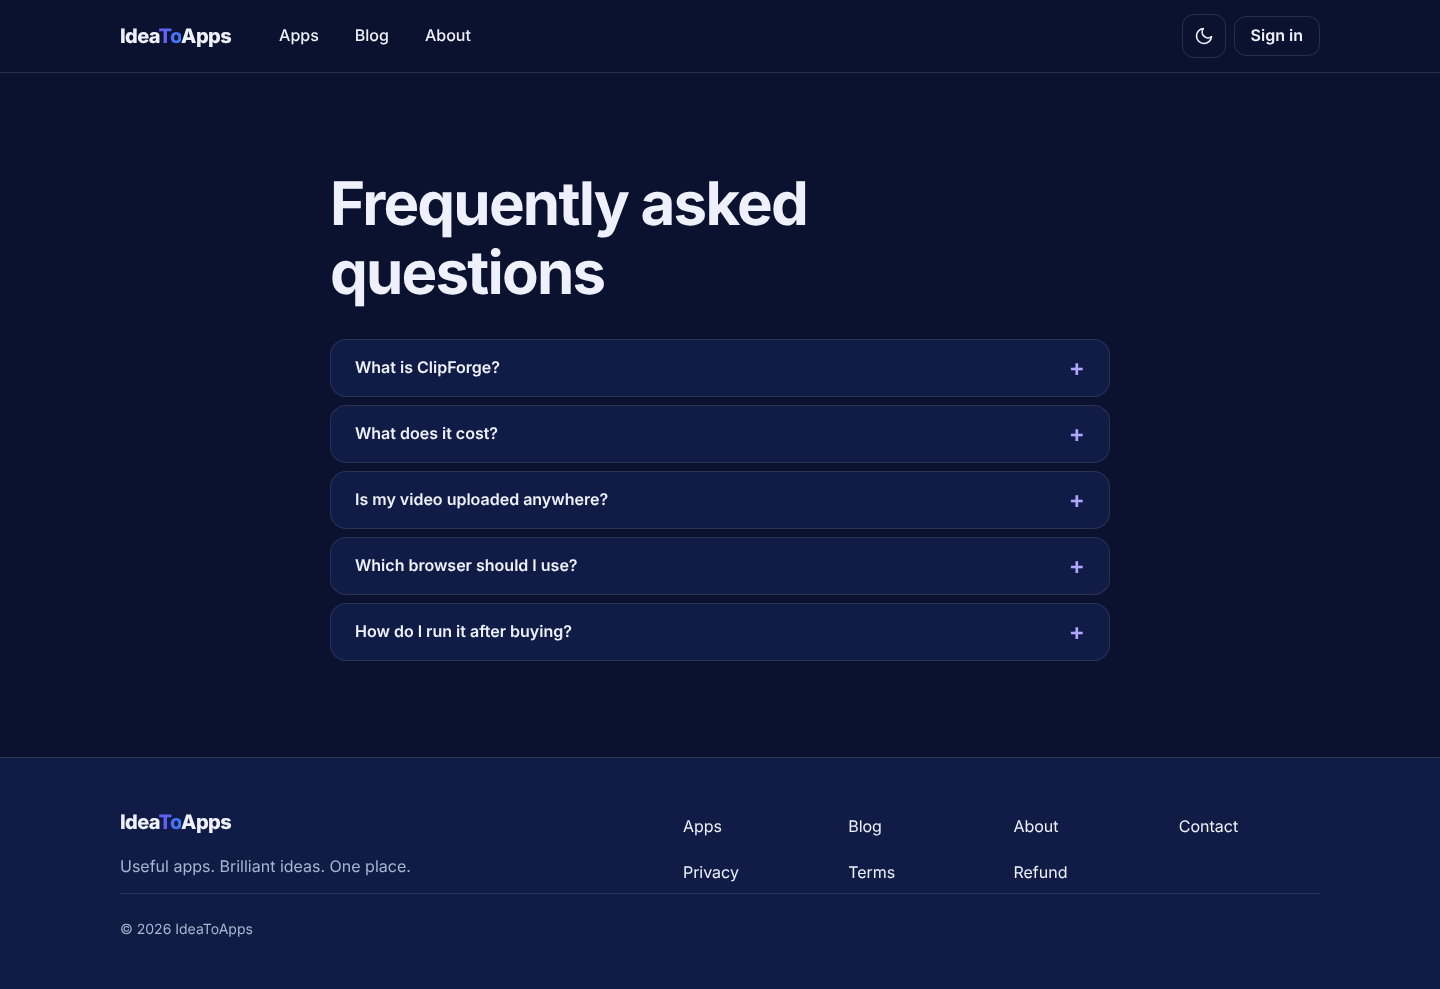 IdeaToApps
Apps
Blog
About
Sign in
Frequently asked
questions
What is ClipForge?
+
What does it cost?
+
Is my video uploaded anywhere?
+
Which browser should I use?
+
How do I run it after buying?
+
IdeaToApps
Useful apps. Brilliant ideas. One place.
Apps
Blog
About
Contact
Privacy
Terms
Refund
© 2026 IdeaToApps